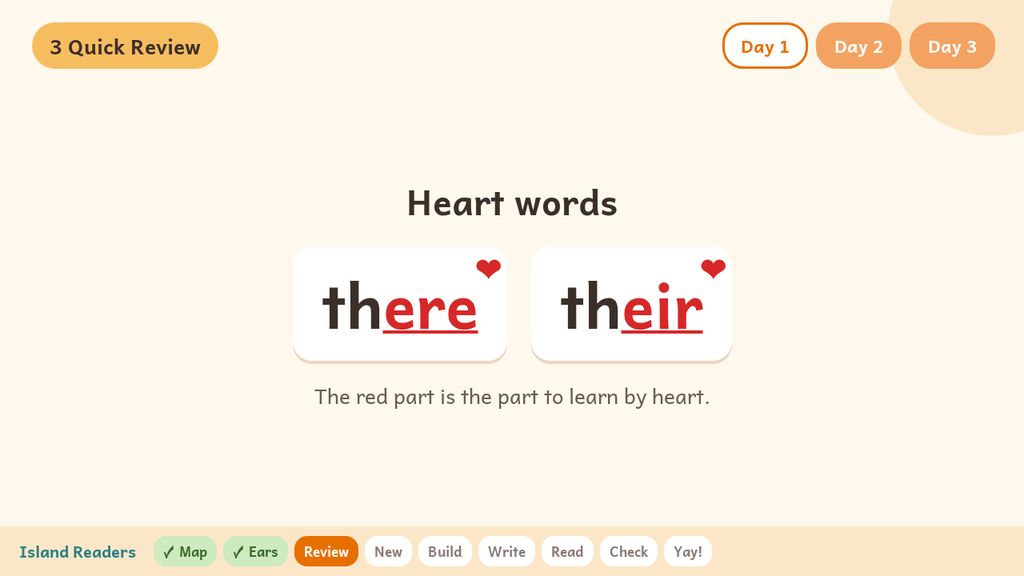 3 Quick Review
Day 1 Day 2 Day 3
Heart words
there ❤ their ❤
The red part is the part to learn by heart.
Island Readers ✓ Map ✓ Ears Review New Build Write Read Check Yay!